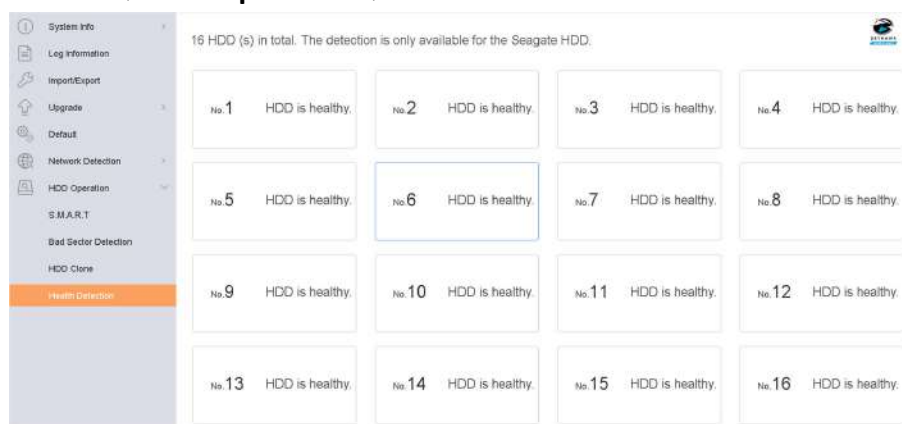 System Info
Log Information
Import/Export
Upgrade
Default
Network Detection
HDD Operation
S.M.A.R.T
Bad Sector Detection
HDD Clone
Health Detection
16 HDD (s) in total. The detection is only available for the Seagate HDD.
No.1 HDD is healthy. No.2 HDD is healthy. No.3 HDD is healthy. No.4 HDD is healthy.
No.5 HDD is healthy. No.6 HDD is healthy. No.7 HDD is healthy. No.8 HDD is healthy.
No.9 HDD is healthy. No.10 HDD is healthy. No.11 HDD is healthy. No.12 HDD is healthy.
No.13 HDD is healthy. No.14 HDD is healthy. No.15 HDD is healthy. No.16 HDD is healthy.